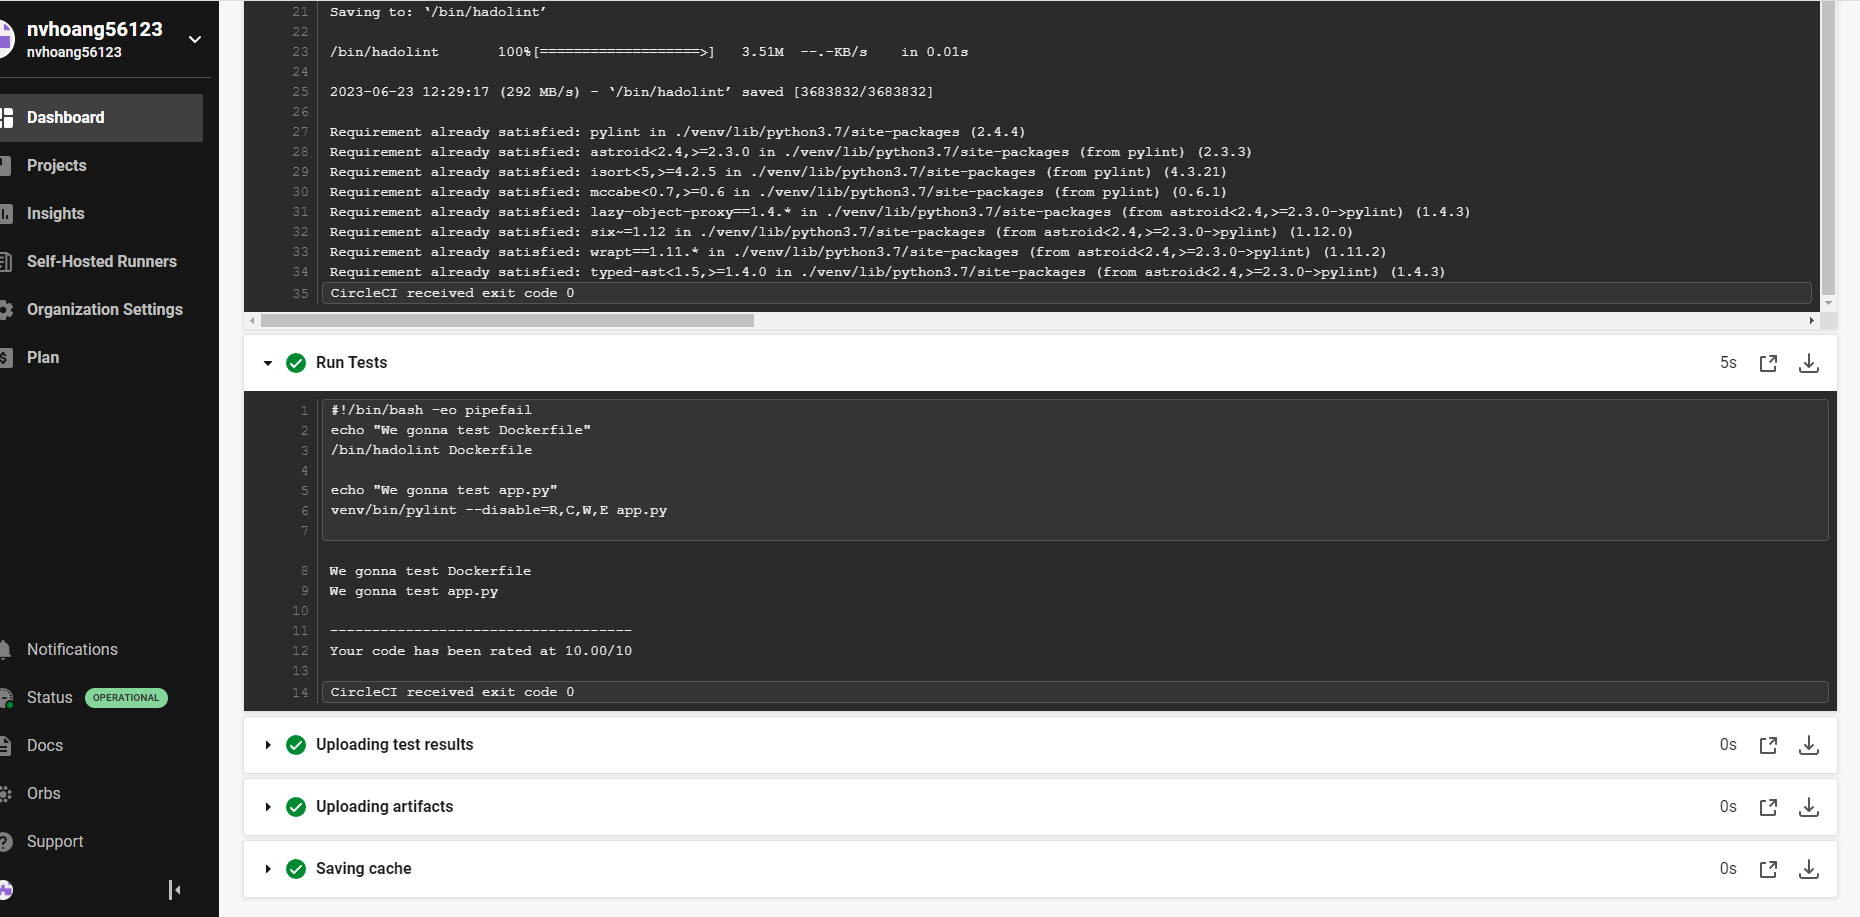 nvhoang56123
nvhoang56123
Dashboard
Projects
Insights
Self-Hosted Runners
Organization Settings
Plan
Notifications
Status OPERATIONAL
Docs
Orbs
Support
21 Saving to: ‘/bin/hadolint’
22
23 /bin/hadolint 100%[===================>] 3.51M --.-KB/s in 0.01s
24
25 2023-06-23 12:29:17 (292 MB/s) - ‘/bin/hadolint’ saved [3683832/3683832]
26
27 Requirement already satisfied: pylint in ./venv/lib/python3.7/site-packages (2.4.4)
28 Requirement already satisfied: astroid<2.4,>=2.3.0 in ./venv/lib/python3.7/site-packages (from pylint) (2.3.3)
29 Requirement already satisfied: isort<5,>=4.2.5 in ./venv/lib/python3.7/site-packages (from pylint) (4.3.21)
30 Requirement already satisfied: mccabe<0.7,>=0.6 in ./venv/lib/python3.7/site-packages (from pylint) (0.6.1)
31 Requirement already satisfied: lazy-object-proxy==1.4.* in ./venv/lib/python3.7/site-packages (from astroid<2.4,>=2.3.0->pylint) (1.4.3)
32 Requirement already satisfied: six~=1.12 in ./venv/lib/python3.7/site-packages (from astroid<2.4,>=2.3.0->pylint) (1.12.0)
33 Requirement already satisfied: wrapt==1.11.* in ./venv/lib/python3.7/site-packages (from astroid<2.4,>=2.3.0->pylint) (1.11.2)
34 Requirement already satisfied: typed-ast<1.5,>=1.4.0 in ./venv/lib/python3.7/site-packages (from astroid<2.4,>=2.3.0->pylint) (1.4.3)
35 CircleCI received exit code 0
Run Tests 5s
1 #!/bin/bash -eo pipefail
2 echo "We gonna test Dockerfile"
3 /bin/hadolint Dockerfile
4
5 echo "We gonna test app.py"
6 venv/bin/pylint --disable=R,C,W,E app.py
7
8 We gonna test Dockerfile
9 We gonna test app.py
10
11 ------------------------------------
12 Your code has been rated at 10.00/10
13
14 CircleCI received exit code 0
Uploading test results 0s
Uploading artifacts 0s
Saving cache 0s